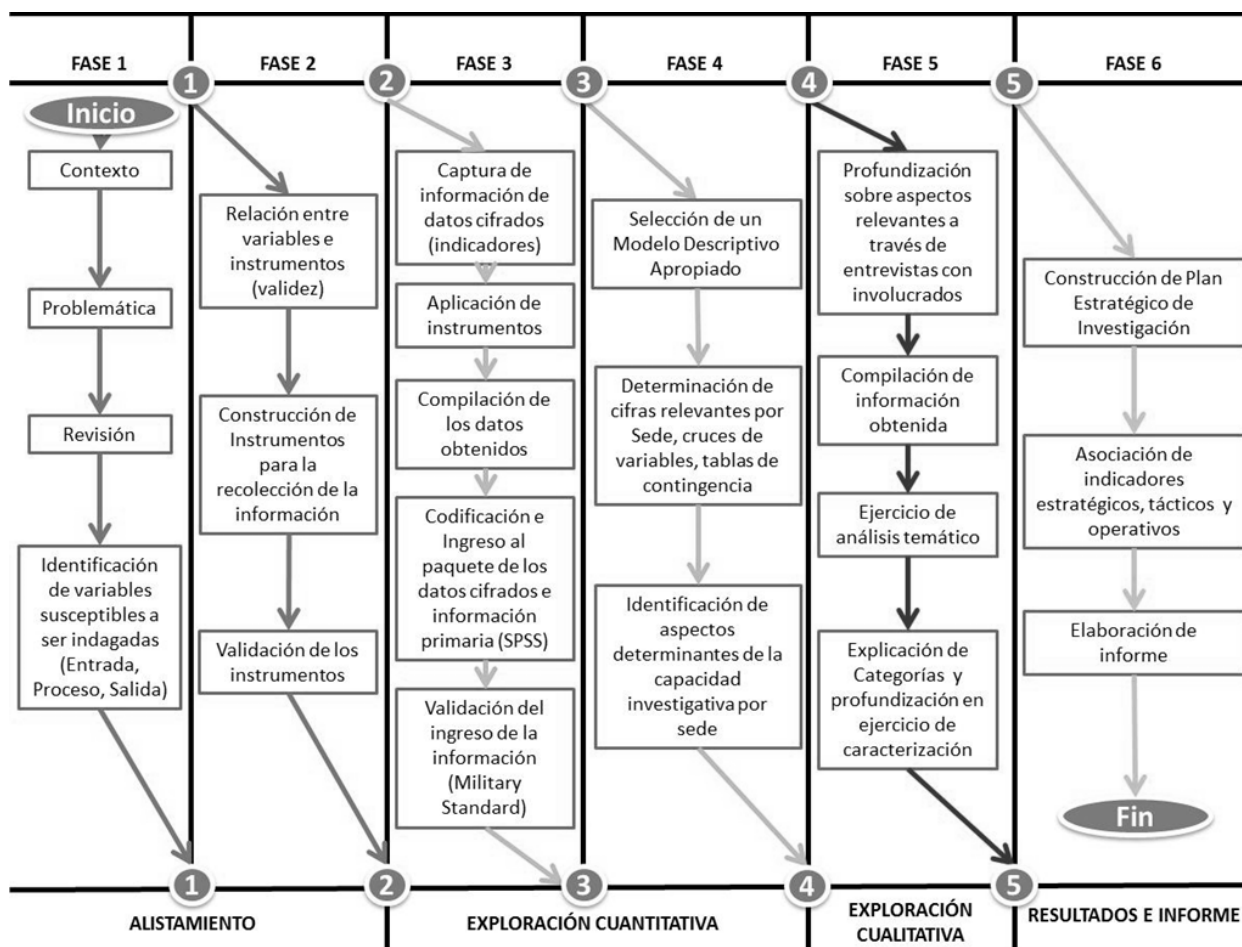 FASE 1
FASE 2
FASE 3
FASE 4
FASE 5
FASE 6
1
2
3
4
5
Inicio
Contexto
Problemática
Revisión
Identificación
de variables
susceptibles a
ser indagadas
(Entrada,
Proceso, Salida)
Relación entre
variables e
instrumentos
(validez)
Construcción de
Instrumentos
para la
recolección de la
información
Validación de los
instrumentos
Captura de
información de
datos cifrados
(indicadores)
Aplicación de
instrumentos
Compilación de
los datos
obtenidos
Codificación e
Ingreso al
paquete de los
datos cifrados e
información
primaria (SPSS)
Validación del
ingreso de la
información
(Military
Standard)
Selección de un
Modelo Descriptivo
Apropiado
Determinación de
cifras relevantes por
Sede, cruces de
variables, tablas de
contingencia
Identificación de
aspectos
determinantes de la
capacidad
investigativa por
sede
Profundización
sobre aspectos
relevantes a
través de
entrevistas con
involucrados
Compilación de
información
obtenida
Ejercicio de
análisis temático
Explicación de
Categorías y
profundización en
ejercicio de
caracterización
Construcción de Plan
Estratégico de
Investigación
Asociación de
indicadores
estratégicos, tácticos y
operativos
Elaboración de
informe
Fin
1
2
3
4
5
ALISTAMIENTO
EXPLORACIÓN CUANTITATIVA
EXPLORACIÓN
CUALITATIVA
RESULTADOS E INFORME